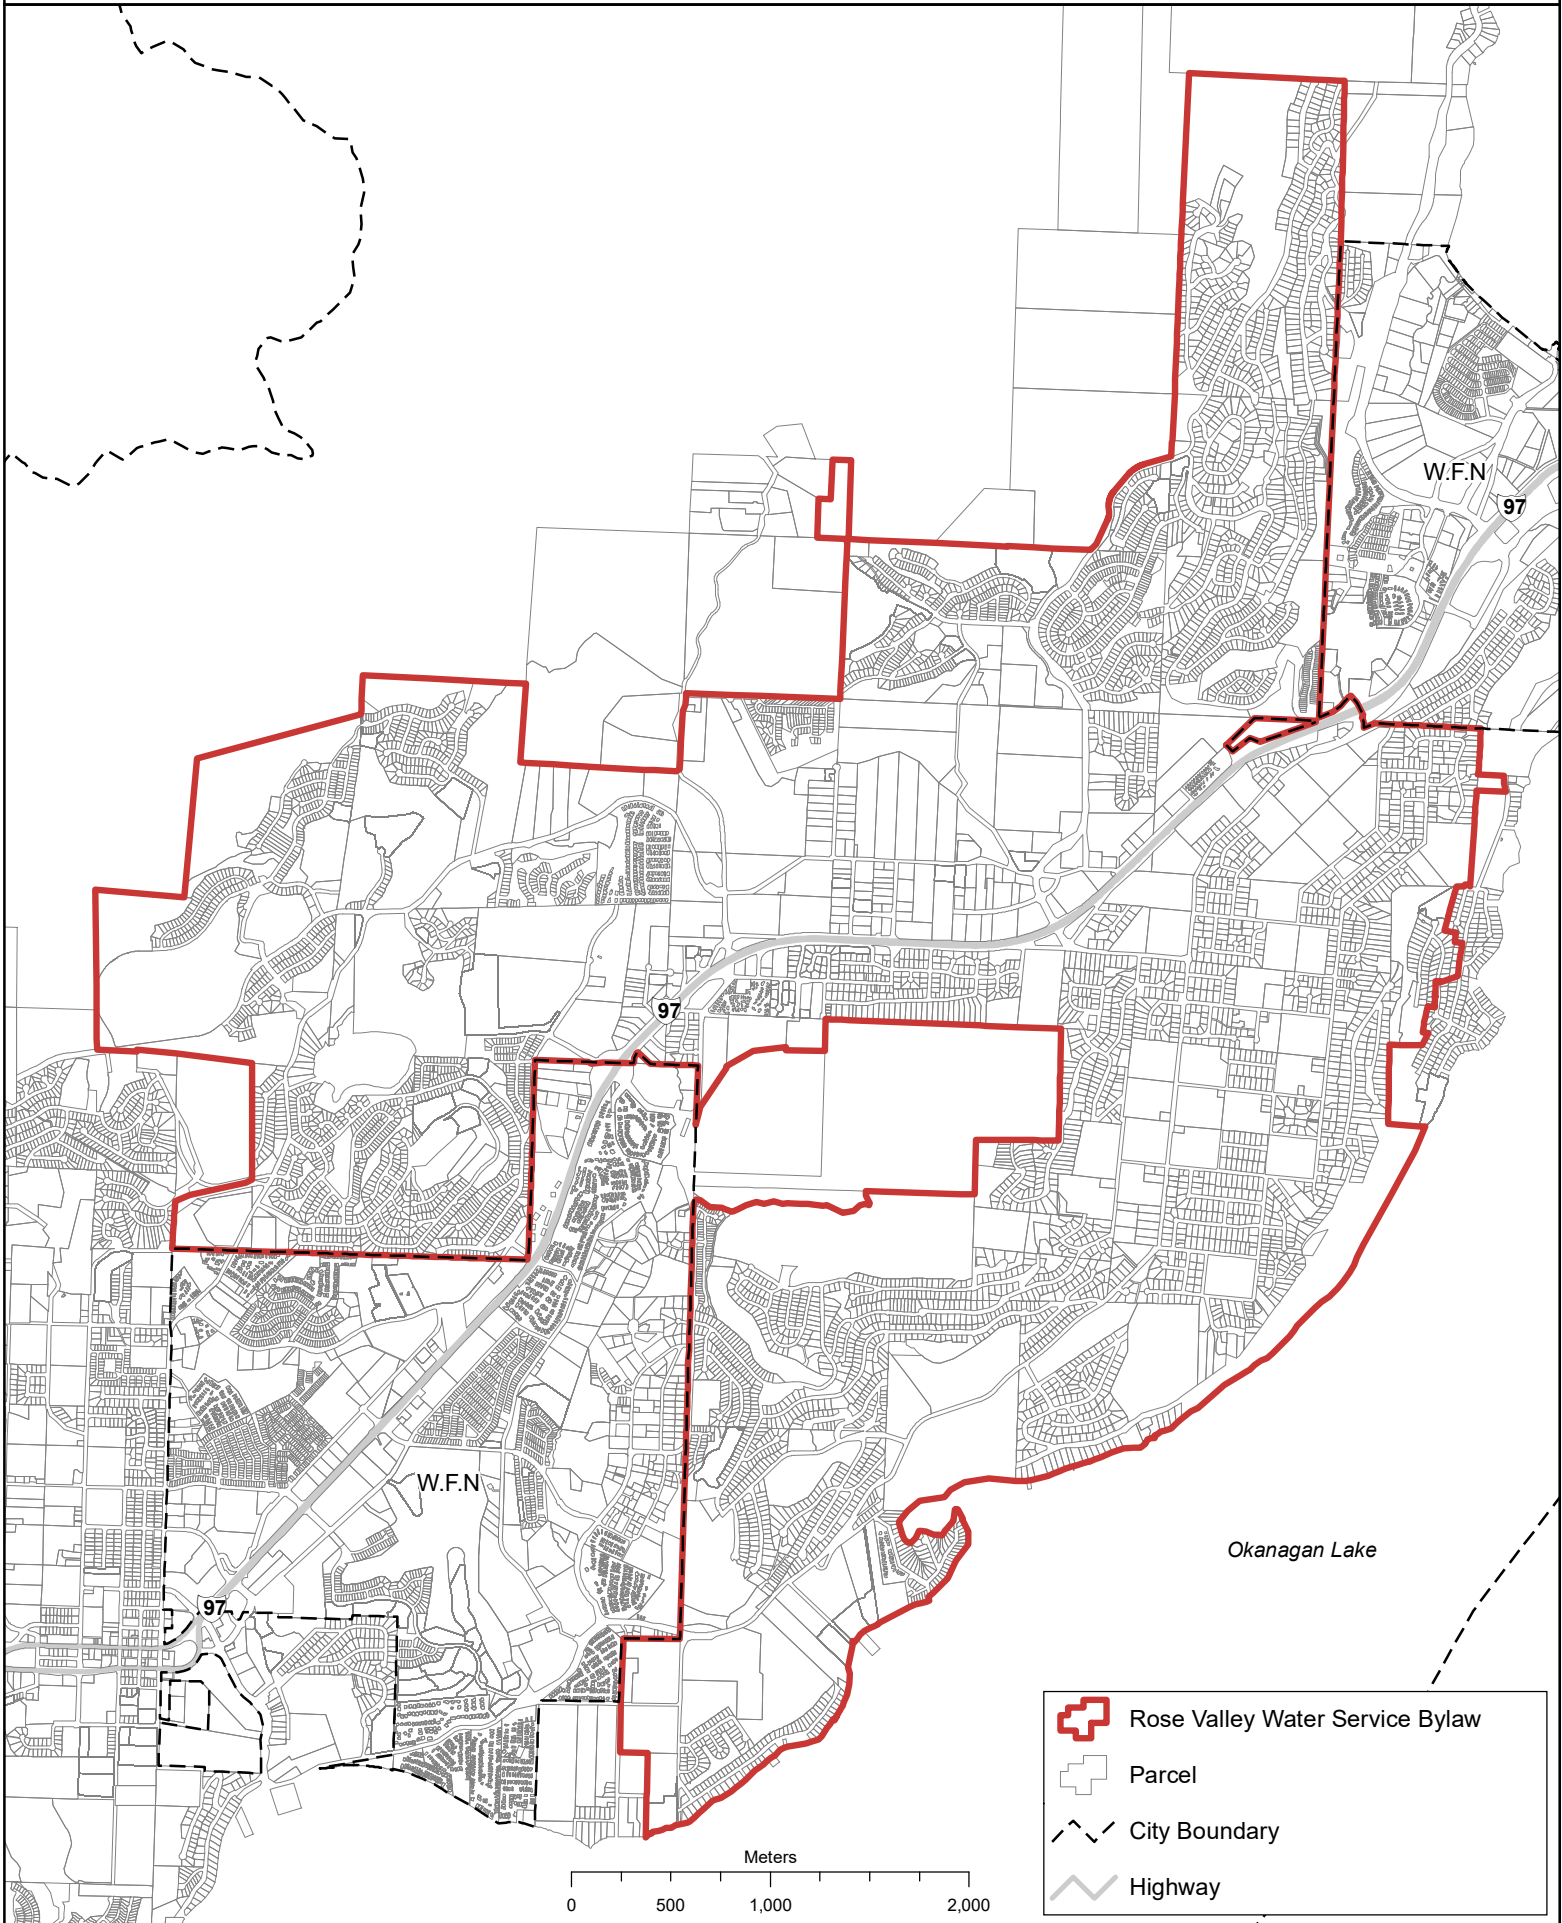 W.F.N
97
97
W.F.N
97
Okanagan Lake
Rose Valley Water Service Bylaw
Parcel
City Boundary
Highway
Meters
0 500 1,000 2,000